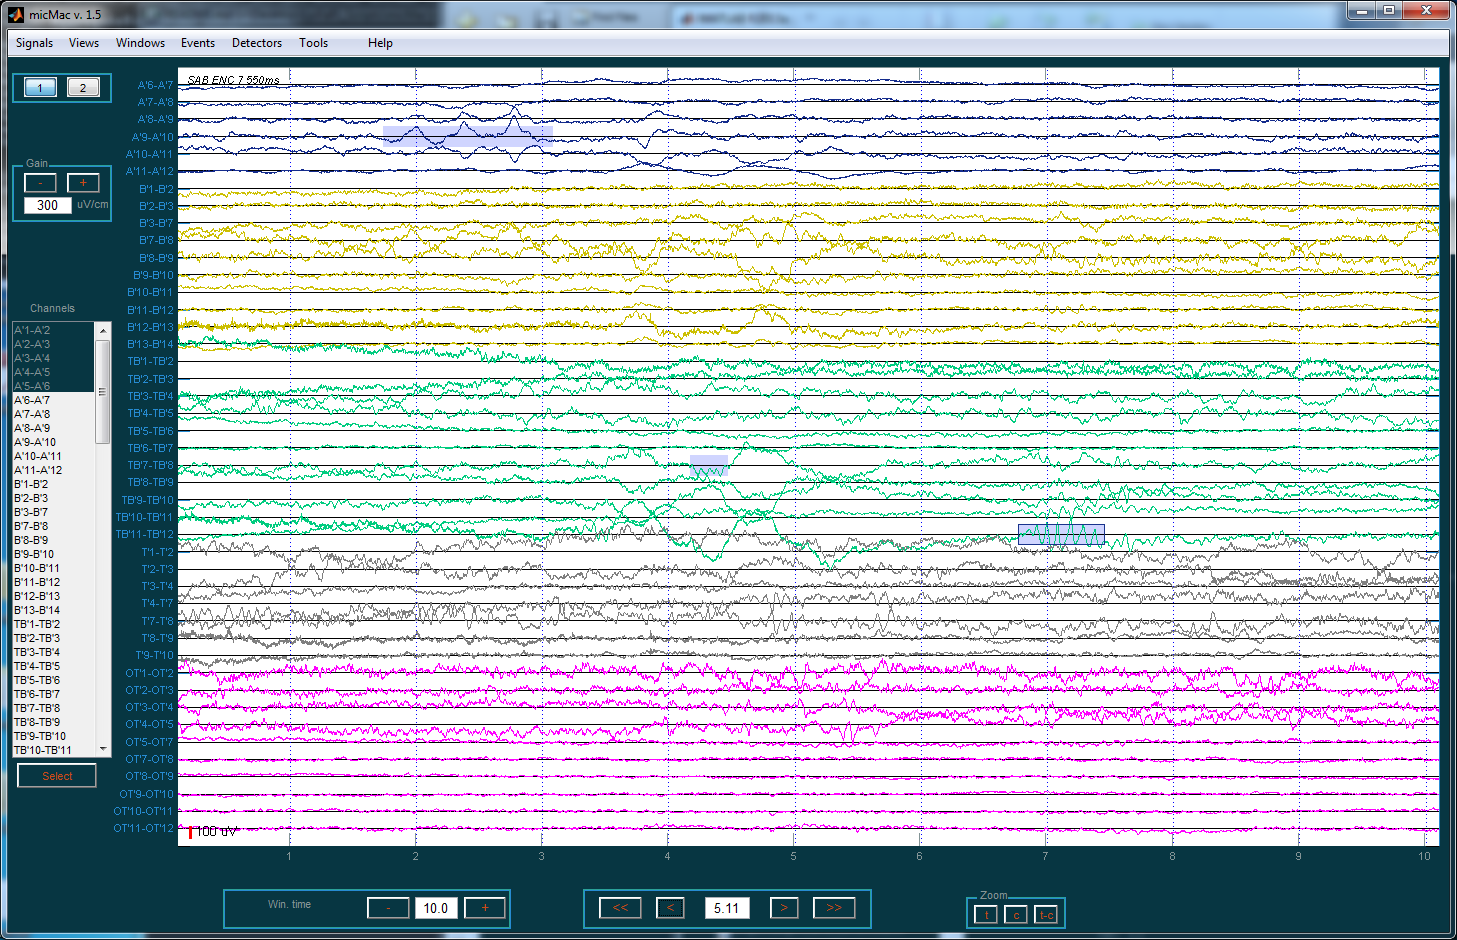 micMac v. 1.5
Signals Views Windows Events Detectors Tools Help
1 2
SAB ENC 7 550ms
A'6-A'7
A'7-A'8
A'8-A'9
A'9-A'10
A'10-A'11
A'11-A'12
B'1-B'2
B'2-B'3
B'3-B'7
B'7-B'8
B'8-B'9
B'9-B'10
B'10-B'11
B'11-B'12
B'12-B'13
B'13-B'14
TB'1-TB'2
TB'2-TB'3
TB'3-TB'4
TB'4-TB'5
TB'5-TB'6
TB'6-TB'7
TB'7-TB'8
TB'8-TB'9
TB'9-TB'10
TB'10-TB'11
TB'11-TB'12
T'1-T'2
T'2-T'3
T'3-T'4
T'4-T'7
T'7-T'8
T'8-T'9
T'9-T'10
OT'1-OT'2
OT'2-OT'3
OT'3-OT'4
OT'4-OT'5
OT'5-OT'7
OT'7-OT'8
OT'8-OT'9
OT'9-OT'10
OT'10-OT'11
OT'11-OT'12
100 uV
1 2 3 4 5 6 7 8 9 10
Gain
- +
300 uV/cm
Channels
A'1-A'2
A'2-A'3
A'3-A'4
A'4-A'5
A'5-A'6
A'6-A'7
A'7-A'8
A'8-A'9
A'9-A'10
A'10-A'11
A'11-A'12
B'1-B'2
B'2-B'3
B'3-B'7
B'7-B'8
B'8-B'9
B'9-B'10
B'10-B'11
B'11-B'12
B'12-B'13
B'13-B'14
TB'1-TB'2
TB'2-TB'3
TB'3-TB'4
TB'4-TB'5
TB'5-TB'6
TB'6-TB'7
TB'7-TB'8
TB'8-TB'9
TB'9-TB'10
TB'10-TB'11
Select
Win. time - 10.0 +
<< < 5.11 > >>
Zoom
t c t-c